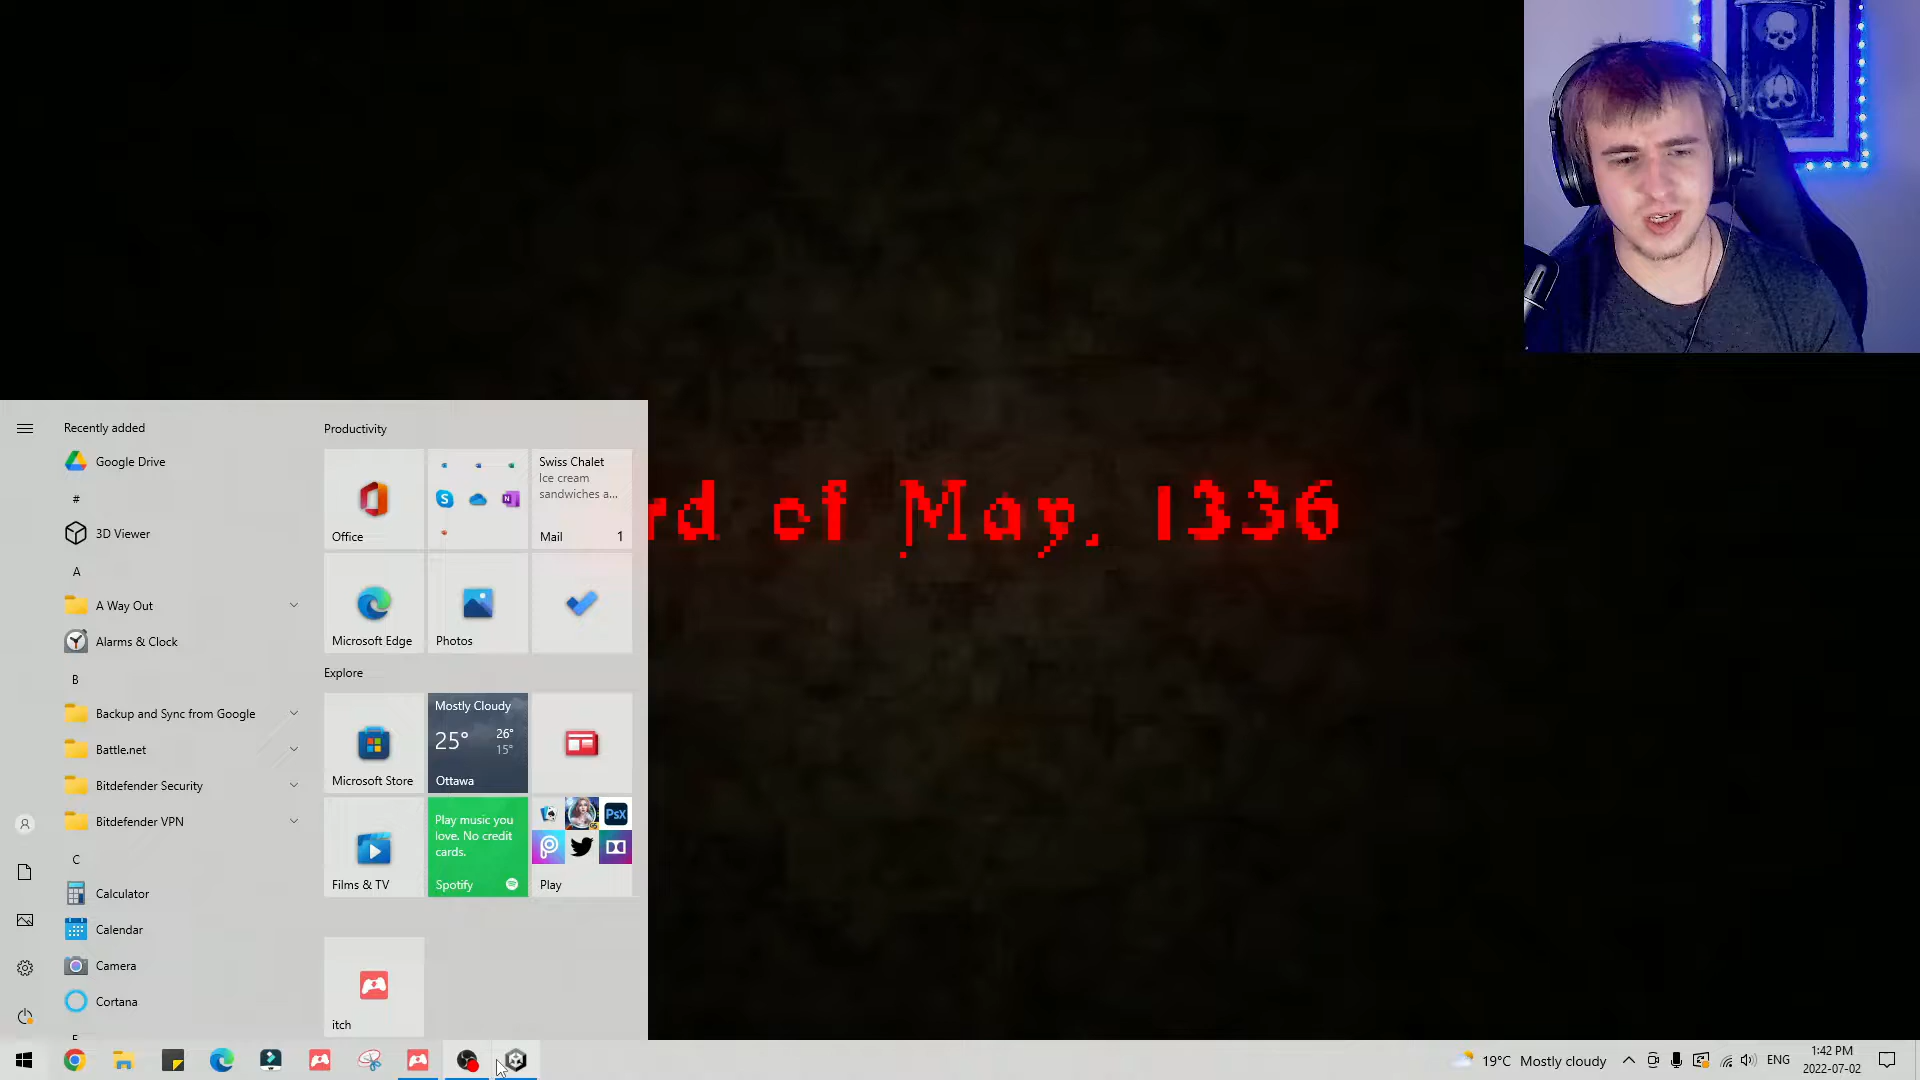 Recently added
Google Drive
#
3D Viewer
A
A Way Out
Alarms & Clock
B
Backup and Sync from Google
Battle.net
Bitdefender Security
Bitdefender VPN
C
Calculator
Calendar
Camera
Cortana
Productivity
Office
Swiss Chalet
Ice cream
sandwiches a...
Mail 1
Microsoft Edge
Photos
Explore
Microsoft Store
Mostly Cloudy
25° 26°
15°
Ottawa
Films & TV
Play music you
love. No credit
cards.
Spotify
PsX
Play
itch
rd of May, 1336
19°C Mostly cloudy
ENG
1:42 PM
2022-07-02